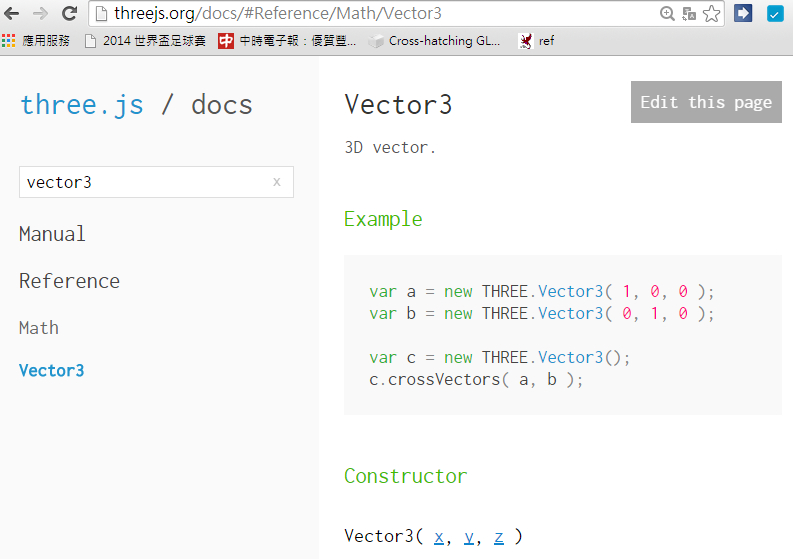 threejs.org/docs/#Reference/Math/Vector3
應用服務 2014 世界盃足球賽 中時電子報：優質豐... Cross-hatching GL... ref
three.js / docs
vector3 x
Manual
Reference
Math
Vector3
Vector3 Edit this page
3D vector.
Example
var a = new THREE.Vector3( 1, 0, 0 );
var b = new THREE.Vector3( 0, 1, 0 );
var c = new THREE.Vector3();
c.crossVectors( a, b );
Constructor
Vector3( x, y, z )